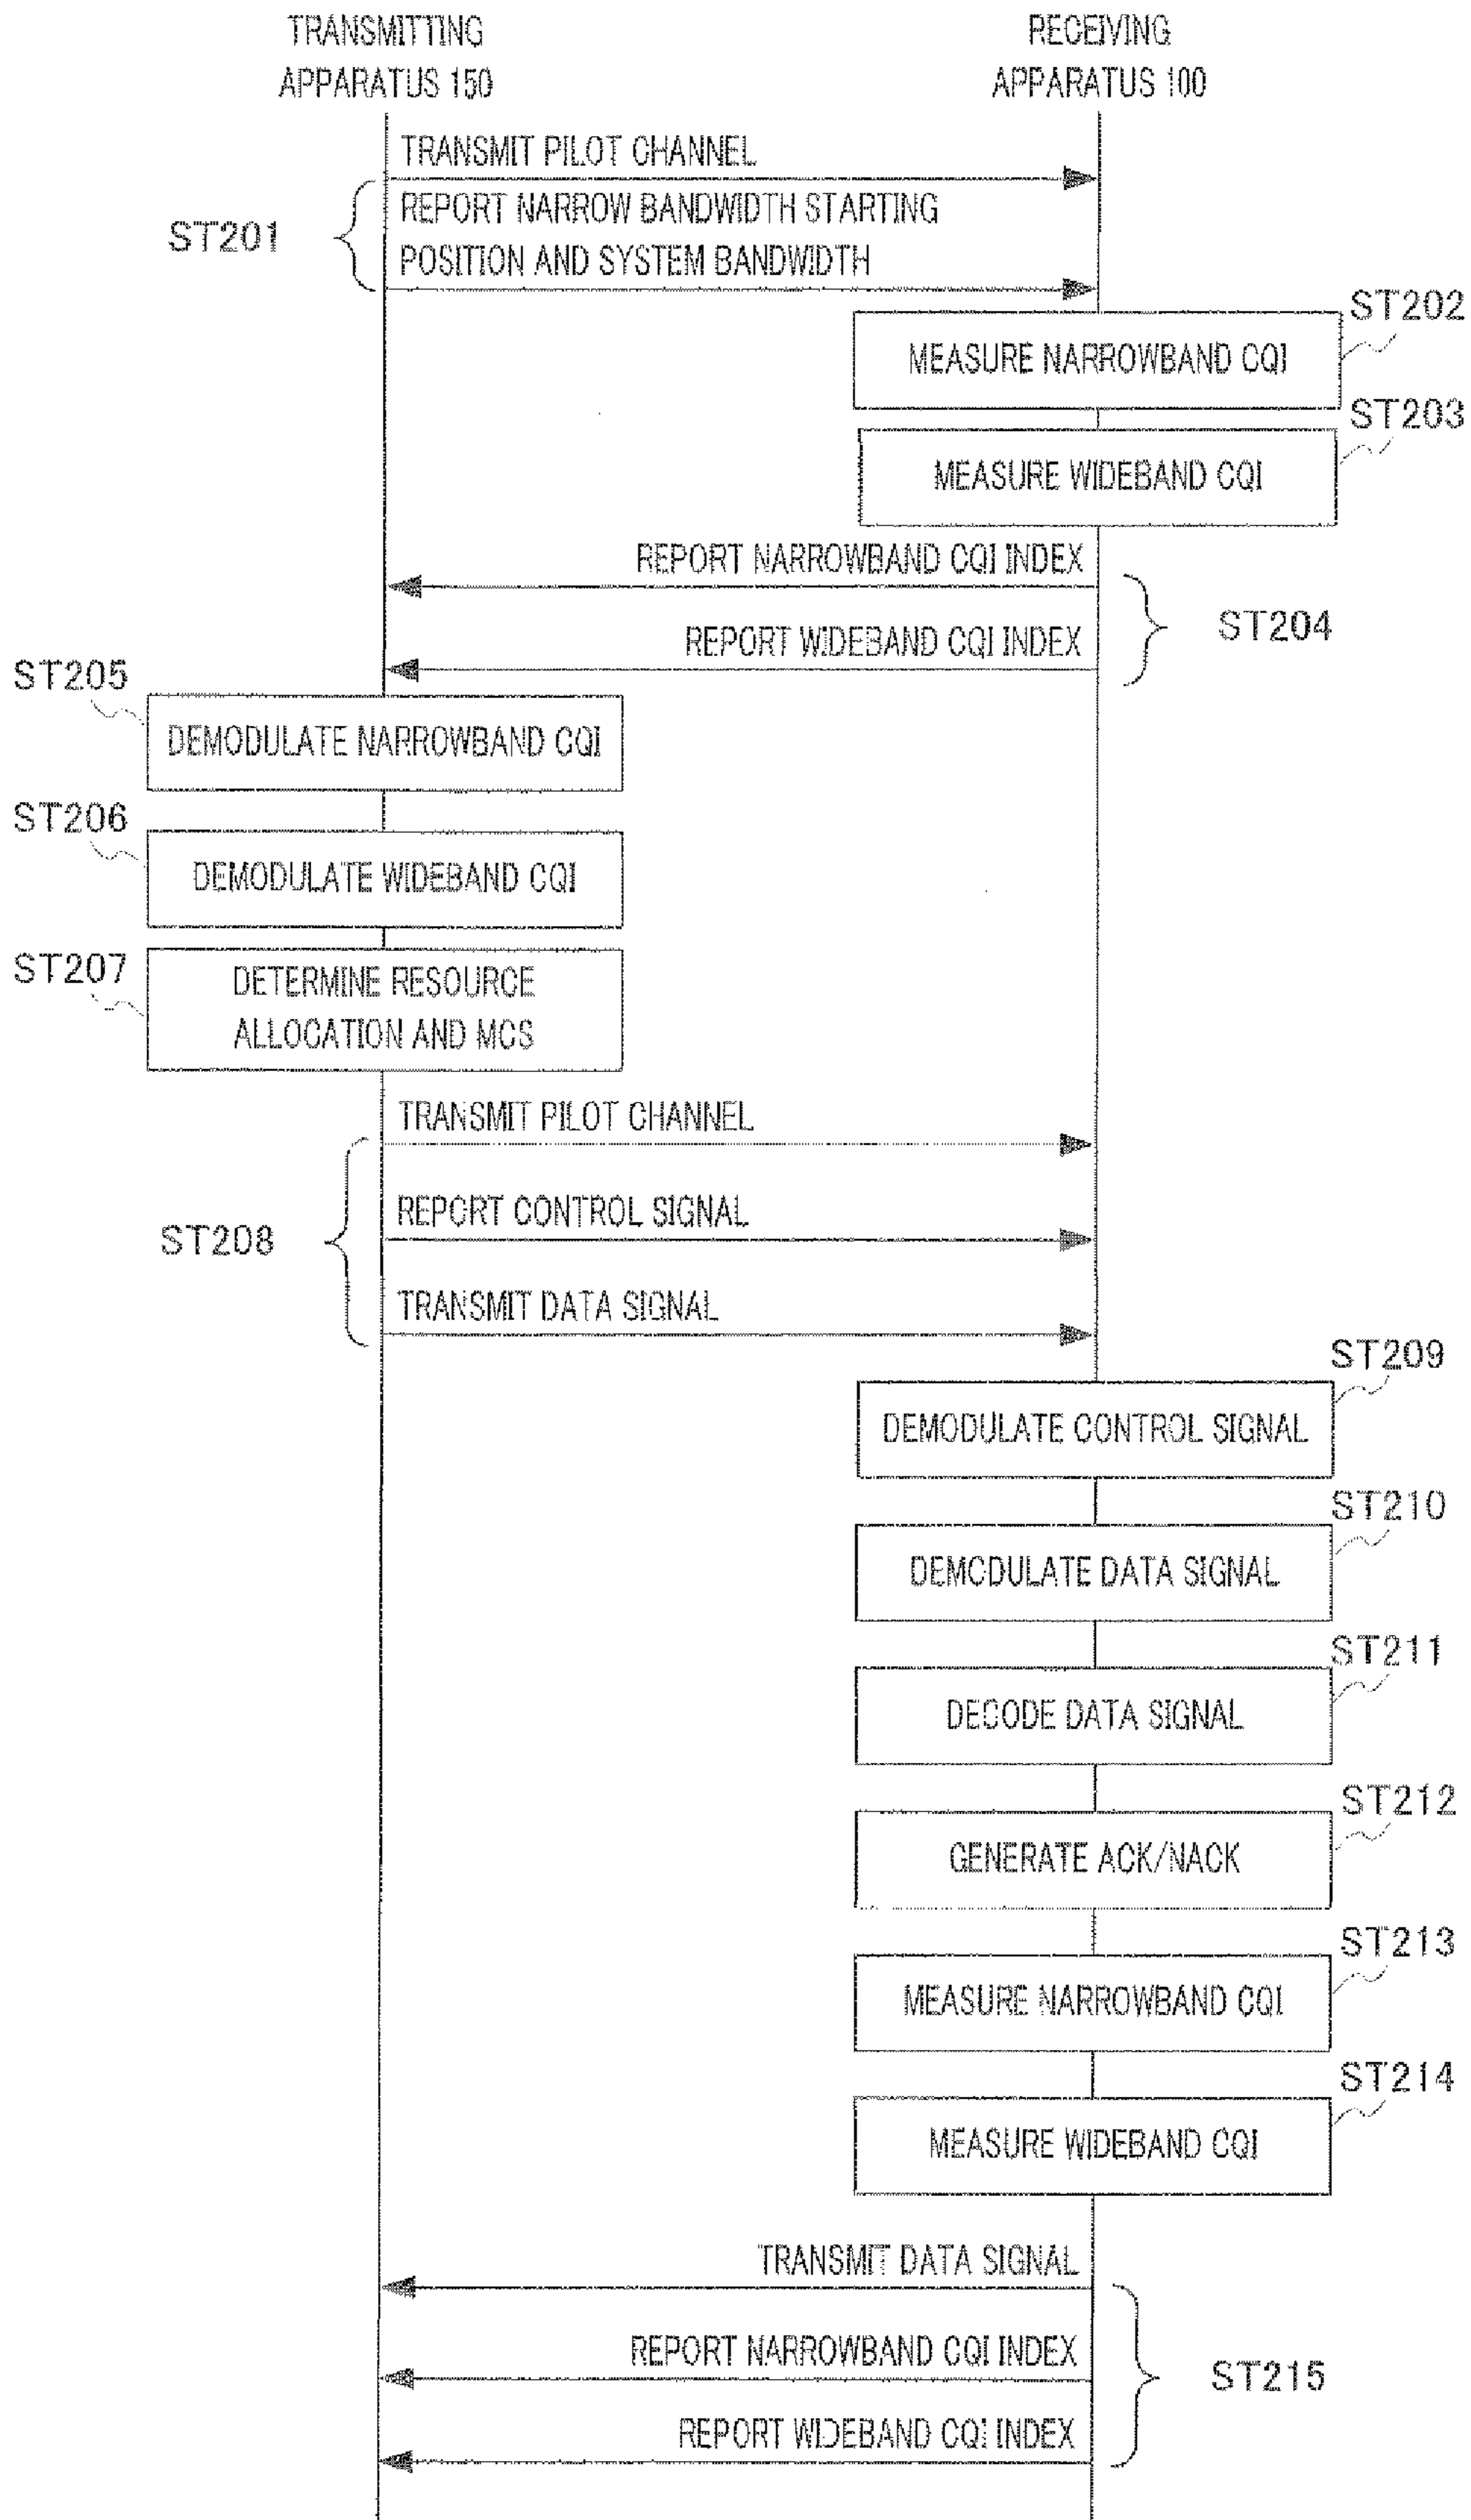 TRANSMITTING
APPARATUS 150
RECEIVING
APPARATUS 100
TRANSMIT PILOT CHANNEL
ST201
REPORT NARROW BANDWIDTH STARTING
POSITION AND SYSTEM BANDWIDTH
ST202
MEASURE NARROWBAND CQI
ST203
MEASURE WIDEBAND CQI
REPORT NARROWBAND CQI INDEX
ST204
REPORT WIDEBAND CQI INDEX
ST205
DEMODULATE NARROWBAND CQI
ST206
DEMODULATE WIDEBAND CQI
ST207
DETERMINE RESOURCE
ALLOCATION AND MCS
TRANSMIT PILOT CHANNEL
REPORT CONTROL SIGNAL
ST208
TRANSMIT DATA SIGNAL
ST209
DEMODULATE CONTROL SIGNAL
ST210
DEMODULATE DATA SIGNAL
ST211
DECODE DATA SIGNAL
ST212
GENERATE ACK/NACK
ST213
MEASURE NARROWBAND CQI
ST214
MEASURE WIDEBAND CQI
TRANSMIT DATA SIGNAL
REPORT NARROWBAND CQI INDEX
ST215
REPORT WIDEBAND CQI INDEX